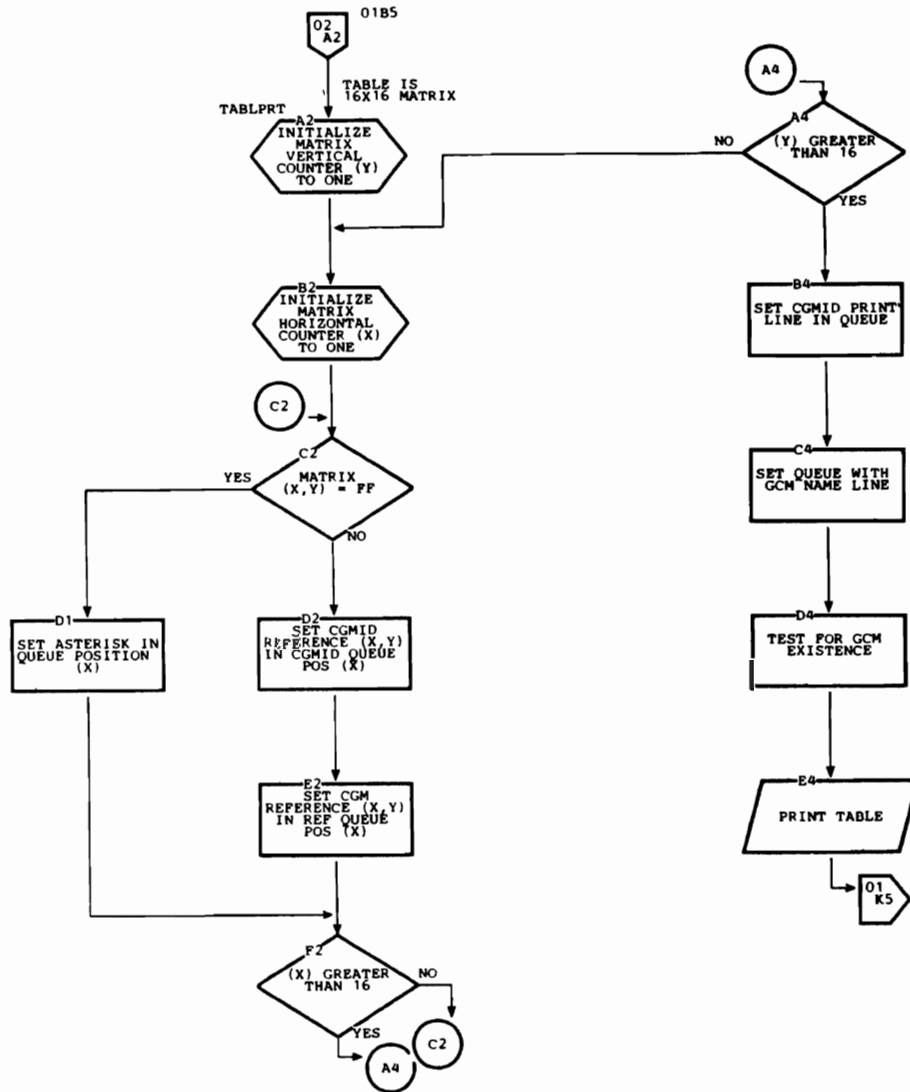 02
A2
01B5
TABLE IS
16X16 MATRIX
TABLPRT
A2
INITIALIZE
MATRIX
VERTICAL
COUNTER (Y)
TO ONE
B2
INITIALIZE
MATRIX
HORIZONTAL
COUNTER (X)
TO ONE
C2
C2
MATRIX
(X,Y) = FF
YES
NO
D1
SET ASTERISK IN
QUEUE POSITION
(X)
D2
SET CGMID
REFERENCE (X,Y)
IN CGMID QUEUE
POS (X)
E2
SET CGM
REFERENCE (X,Y)
IN REF QUEUE
POS (X)
F2
(X) GREATER
THAN 16
NO
YES
C2
A4
A4
A4
(Y) GREATER
THAN 16
NO
YES
B4
SET CGMID PRINT
LINE IN QUEUE
C4
SET QUEUE WITH
GCM NAME LINE
D4
TEST FOR GCM
EXISTENCE
E4
PRINT TABLE
01
K5